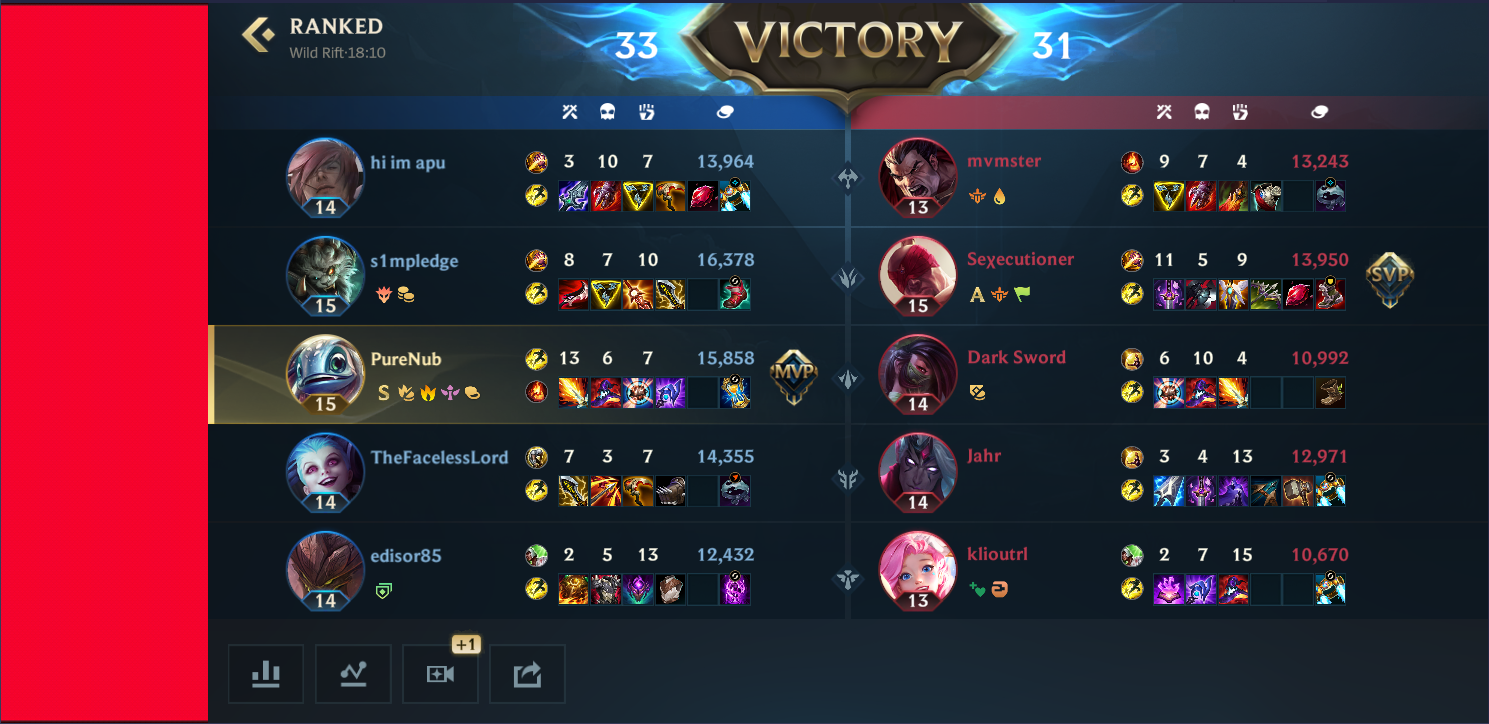 RANKED
Wild Rift·18:10
33
VICTORY
31
hi im apu
3 10 7 13,964
14
mvmster
9 7 4 13,243
13
s1mpledge
8 7 10 16,378
15
Seχecutioner
11 5 9 13,950
A
15
SVP
PureNub
13 6 7 15,858
S
15
MVP
Dark Sword
6 10 4 10,992
14
TheFacelessLord
7 3 7 14,355
14
Jahr
3 4 13 12,971
14
edisor85
2 5 13 12,432
14
klioutrl
2 7 15 10,670
13
+1